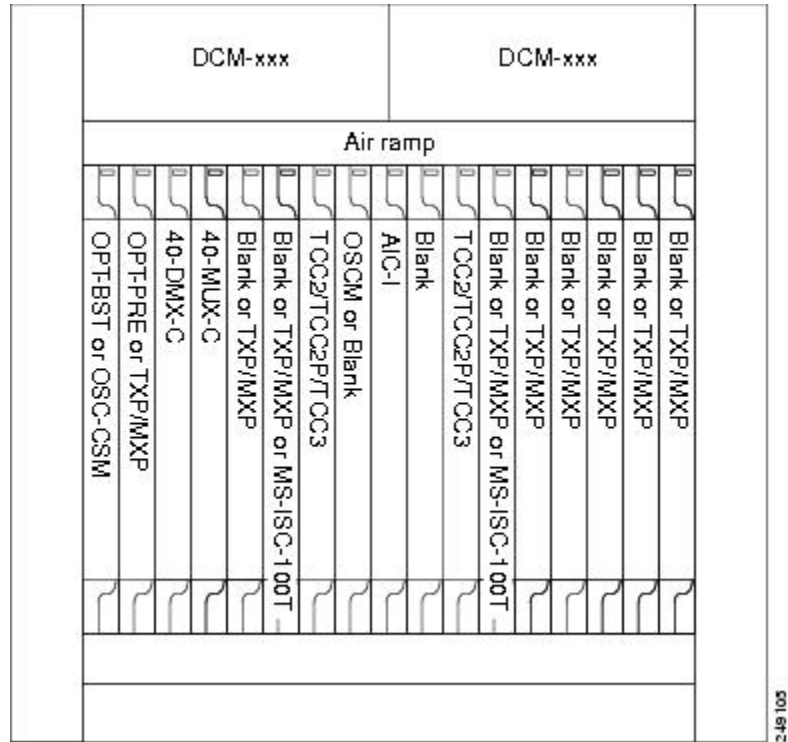 DCM-xxx
DCM-xxx
Air ramp
OPT-BST or OSC-CSM
OPT-PRE or TXP/MXP
40-DMX-C
40-MUX-C
Blank or TXP/MXP
Blank or TXP/MXP or MS-ISC-100T
TCC2/TCC2P/TCC3
OSCM or Blank
AIC-I
Blank
TCC2/TCC2P/TCC3
Blank or TXP/MXP or MS-ISC-100T
Blank or TXP/MXP
Blank or TXP/MXP
Blank or TXP/MXP
Blank or TXP/MXP
Blank or TXP/MXP
249105